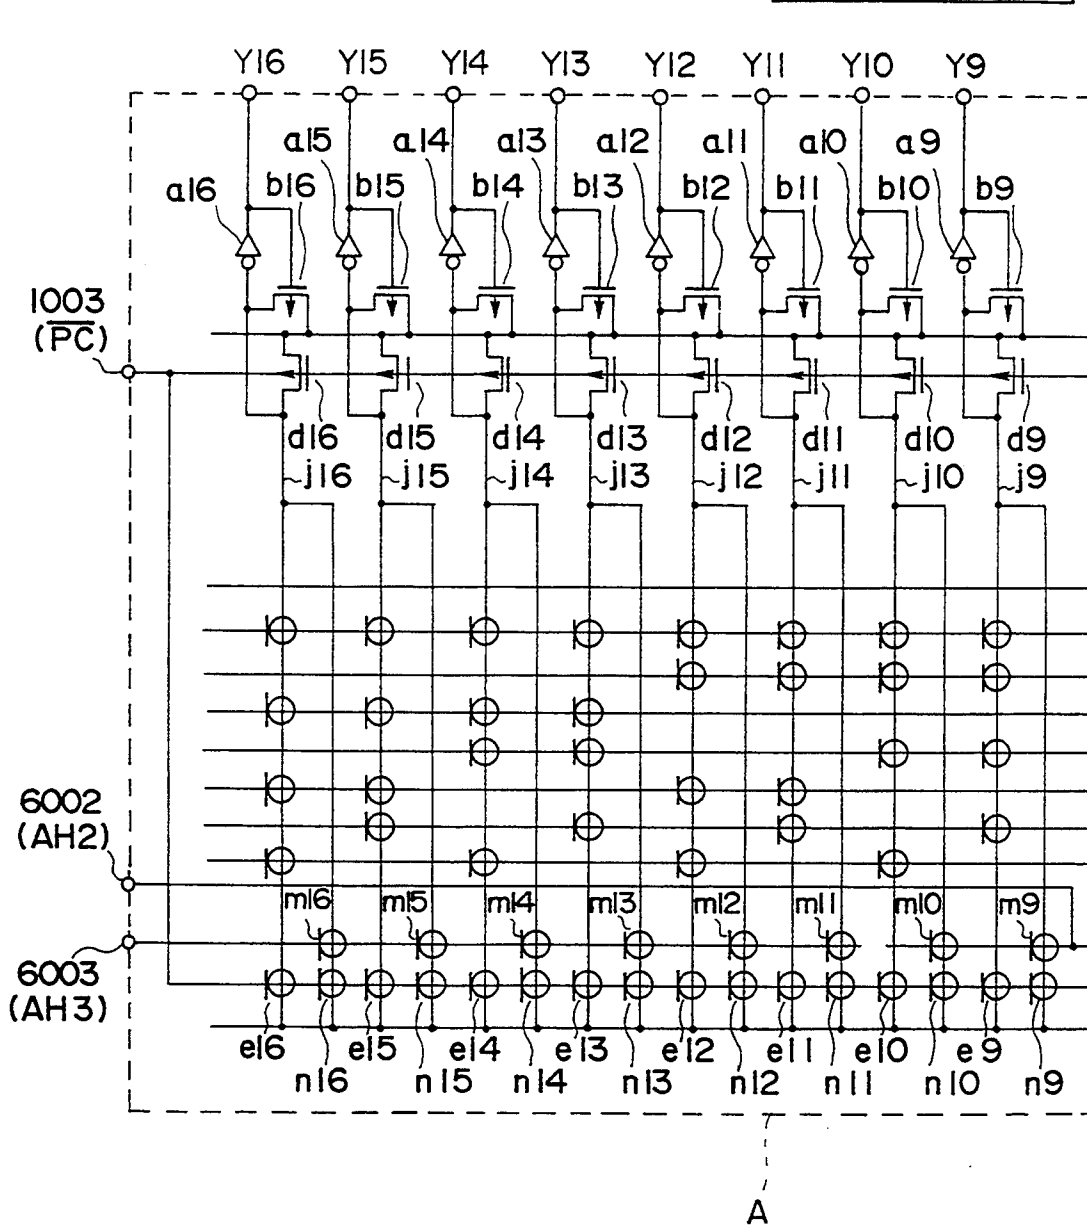 Y16 Y15 Y14 Y13 Y12 Y11 Y10 Y9
a15 a14 a13 a12 a11 a10 a9
a16 b16 b15 b14 b13 b12 b11 b10 b9
1003
(PC)
d16 d15 d14 d13 d12 d11 d10 d9
j16 j15 j14 j13 j12 j11 j10 j9
6002
(AH2)
m16 m15 m14 m13 m12 m11 m10 m9
6003
(AH3)
e16 e15 e14 e13 e12 e11 e10 e9
n16 n15 n14 n13 n12 n11 n10 n9
A